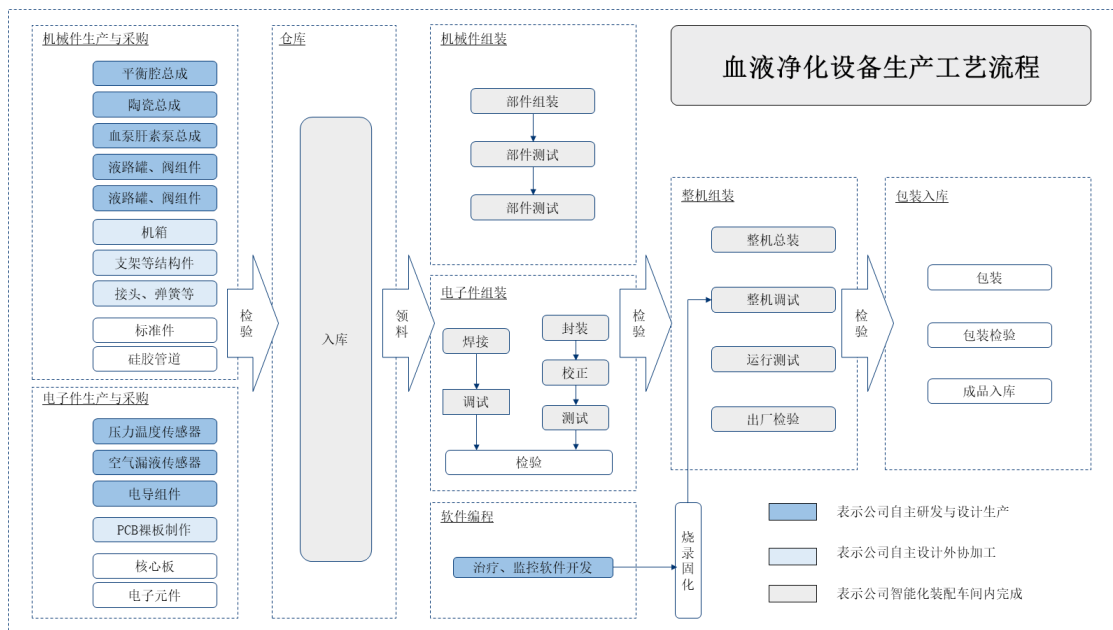 血液净化设备生产工艺流程
机械件生产与采购
平衡腔总成
陶瓷总成
血泵肝素泵总成
液路罐、阀组件
液路罐、阀组件
机箱
支架等结构件
接头、弹簧等
标准件
硅胶管道
电子件生产与采购
压力温度传感器
空气漏液传感器
电导组件
PCB裸板制作
核心板
电子元件
检验
仓库
入库
领料
机械件组装
部件组装
部件测试
部件测试
电子件组装
焊接
调试
封装
校正
测试
检验
软件编程
治疗、监控软件开发
烧录固化
检验
整机组装
整机总装
整机调试
运行测试
出厂检验
检验
包装入库
包装
包装检验
成品入库
表示公司自主研发与设计生产
表示公司自主设计外协加工
表示公司智能化装配车间内完成